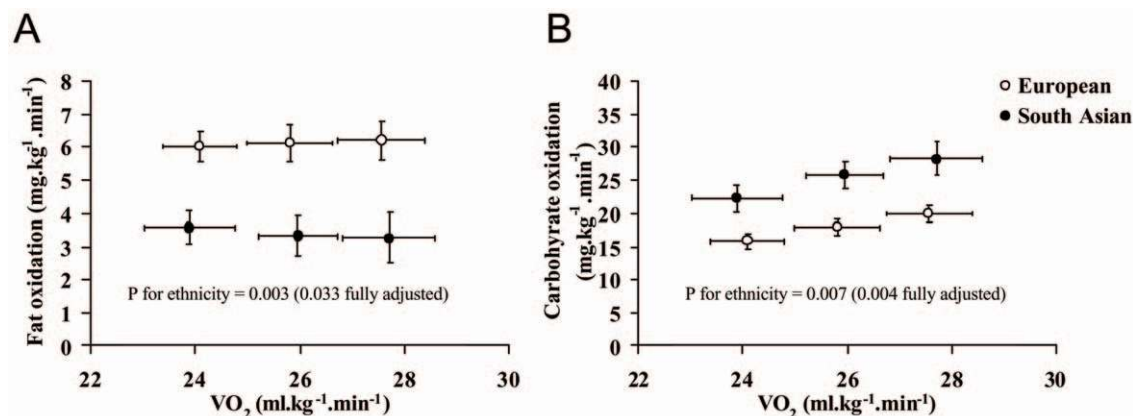 A
Fat oxidation (mg.kg⁻¹.min⁻¹)
8
7
6
5
4
3
2
1
0
P for ethnicity = 0.003 (0.033 fully adjusted)
22 24 26 28 30
VO₂ (ml.kg⁻¹.min⁻¹)
B
Carbohyrate oxidation
(mg.kg⁻¹.min⁻¹)
40
35
30
25
20
15
10
5
0
P for ethnicity = 0.007 (0.004 fully adjusted)
22 24 26 28 30
VO₂ (ml.kg⁻¹.min⁻¹)
European
South Asian